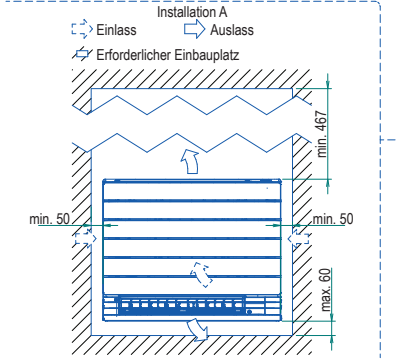 Installation A
Einlass
Auslass
Erforderlicher Einbauplatz
min. 467
min. 50
min. 50
max. 60